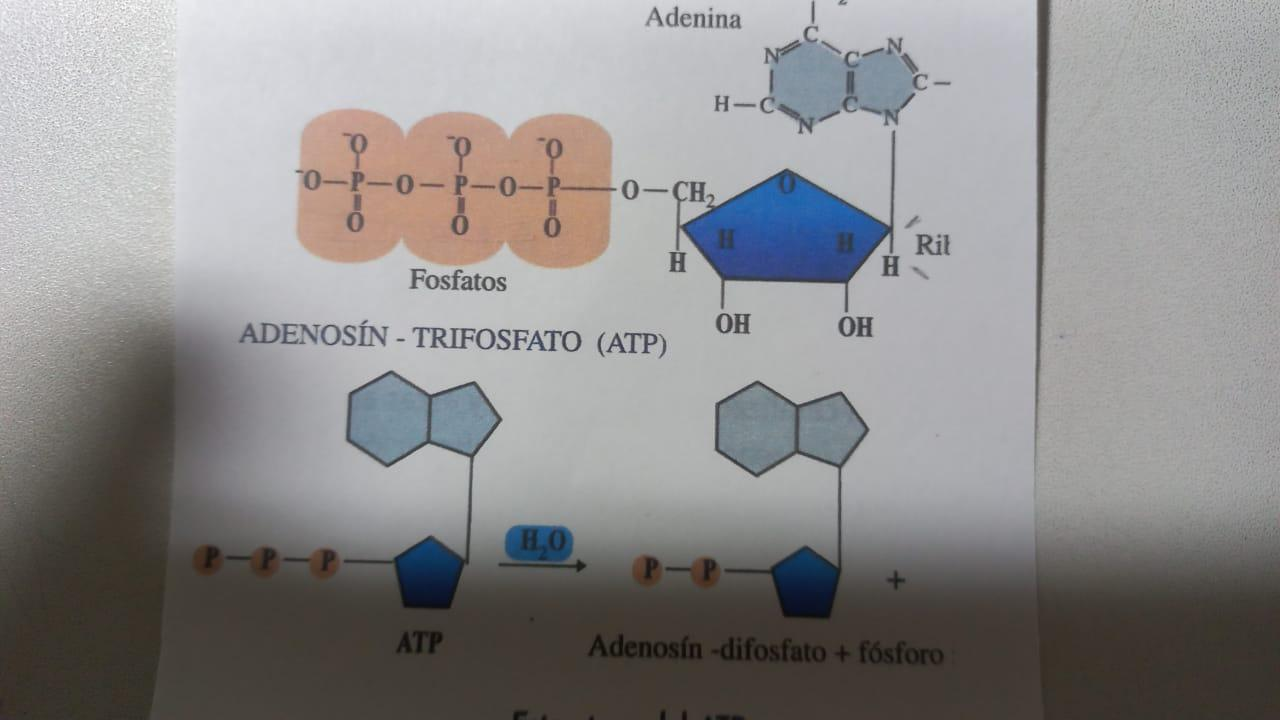 Adenina
N C C N C
H—C N C N
⁻O ⁻O ⁻O
⁻O—P—O—P—O—P—O—CH₂ O
O O O
H H H H
Fosfatos
OH OH
ADENOSÍN - TRIFOSFATO (ATP)
H₂O
P—P—P P—P +
ATP
Adenosín -difosfato + fósforo